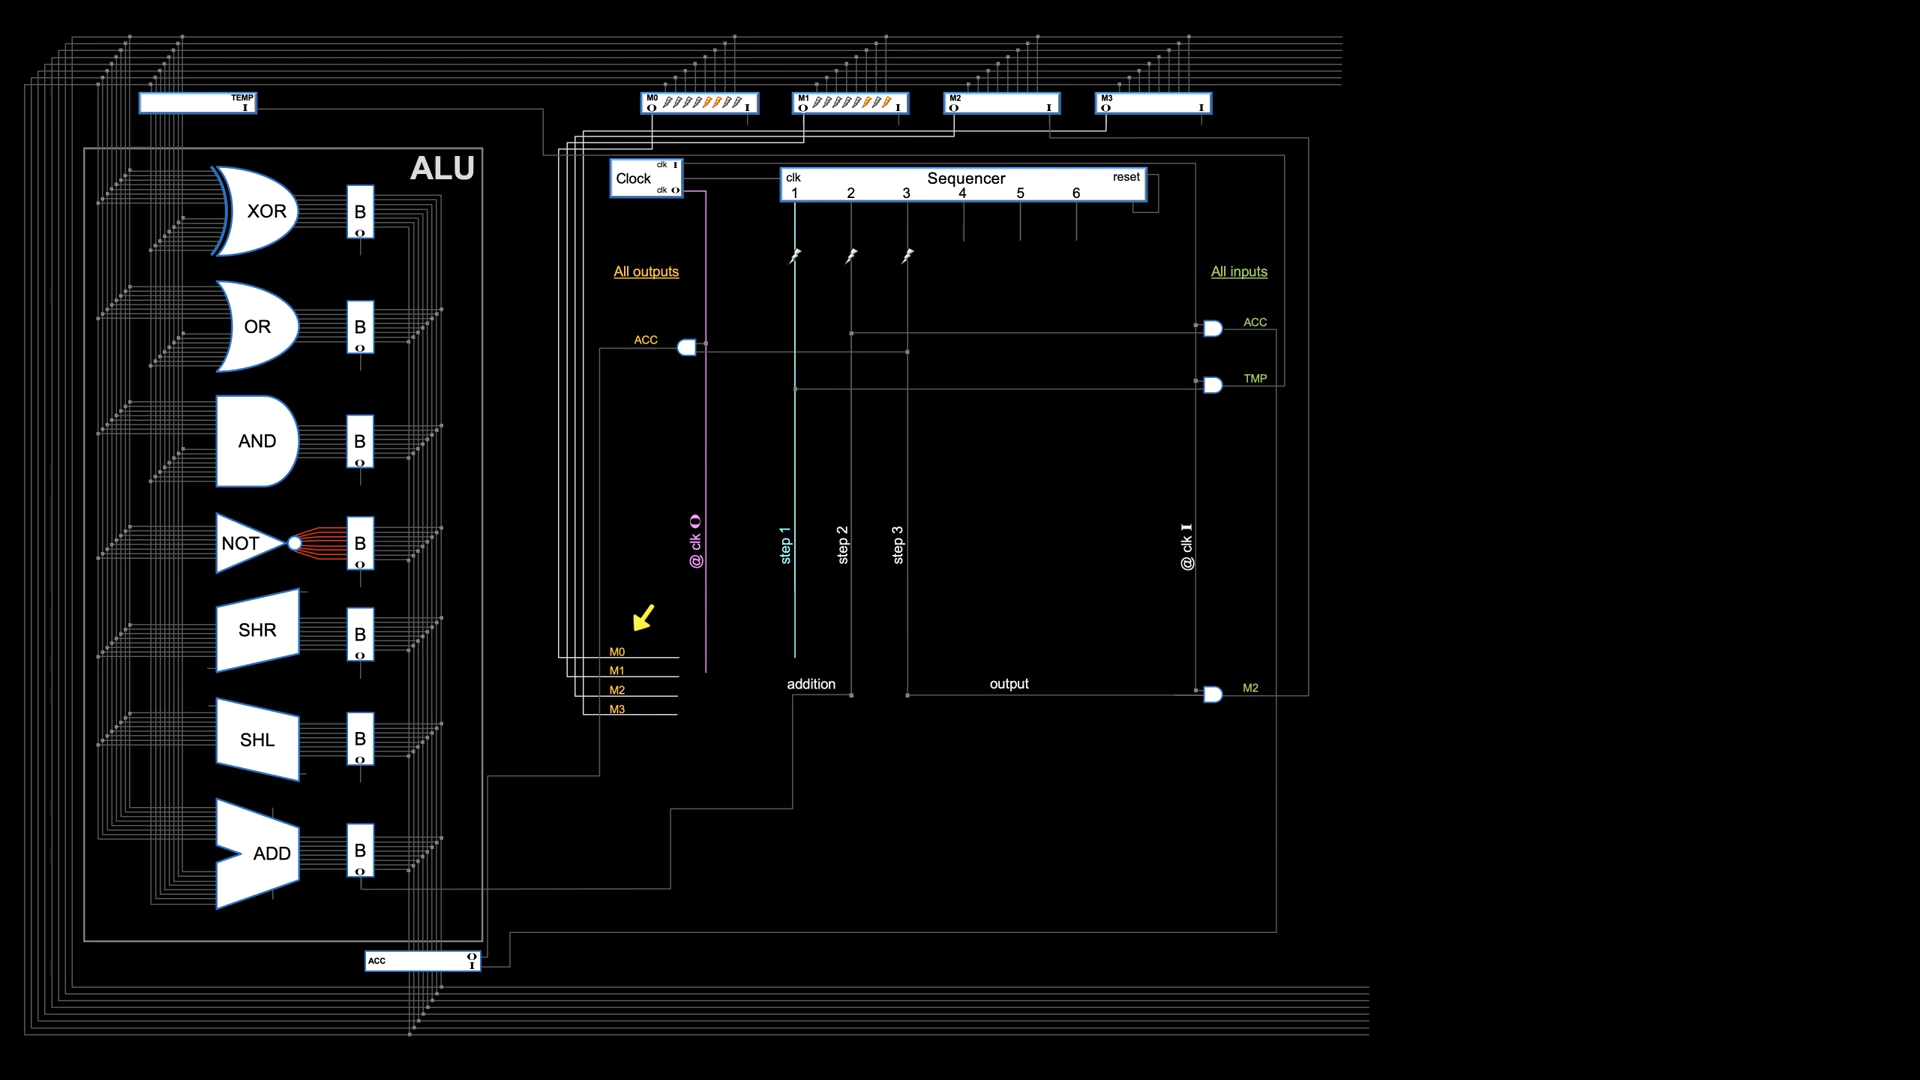 TEMP
I
M0
O I
M1
O I
M2
O I
M3
O I
ALU
Clock
clk I
clk O
clk Sequencer reset
1 2 3 4 5 6
XOR B
O
OR B
O
AND B
O
NOT B
O
SHR B
O
SHL B
O
ADD B
O
All outputs
All inputs
ACC
ACC
TMP
@ clk O
step 1
step 2
step 3
@ clk I
M0
M1
M2
M3
addition
output
M2
ACC O
I